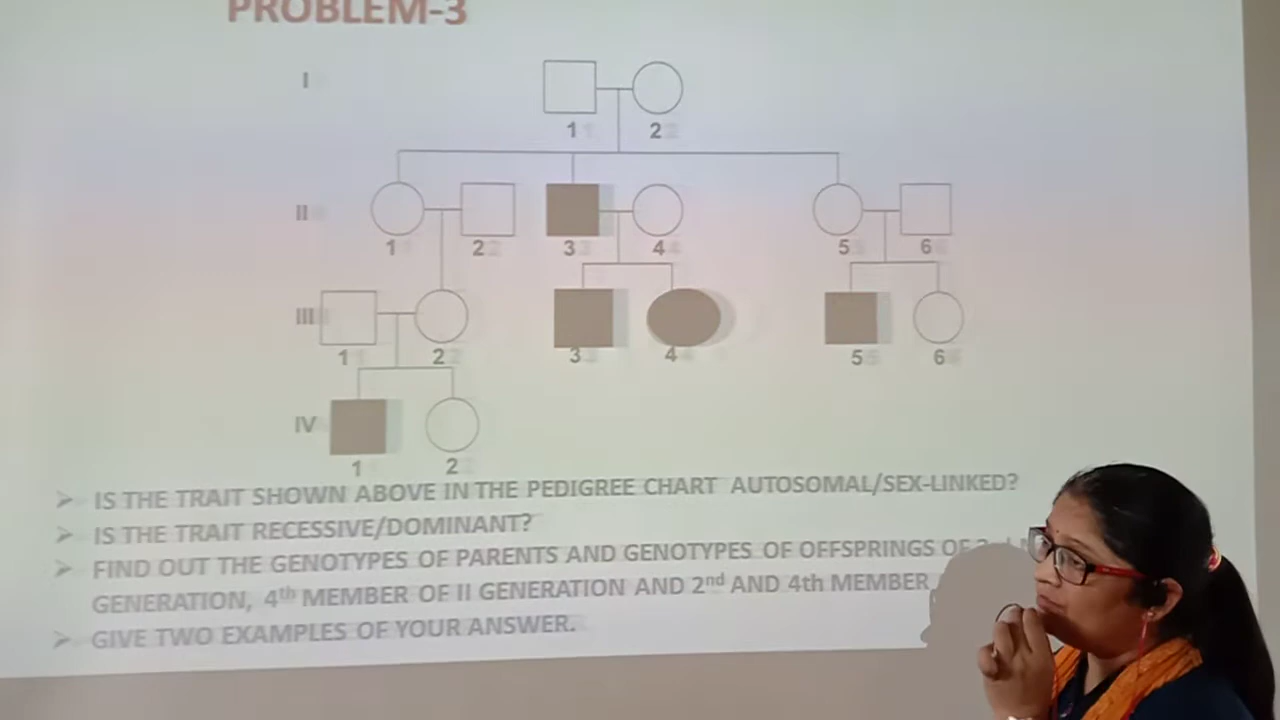 PROBLEM-3
I
1 2
II
1 2 3 4 5 6
III
1 2 3 4 5 6
IV
1 2
➢ IS THE TRAIT SHOWN ABOVE IN THE PEDIGREE CHART AUTOSOMAL/SEX-LINKED?
➢ IS THE TRAIT RECESSIVE/DOMINANT?
➢ FIND OUT THE GENOTYPES OF PARENTS AND GENOTYPES OF OFFSPRINGS OF
GENERATION, 4th MEMBER OF II GENERATION AND 2nd AND 4th MEMBER
➢ GIVE TWO EXAMPLES OF YOUR ANSWER.